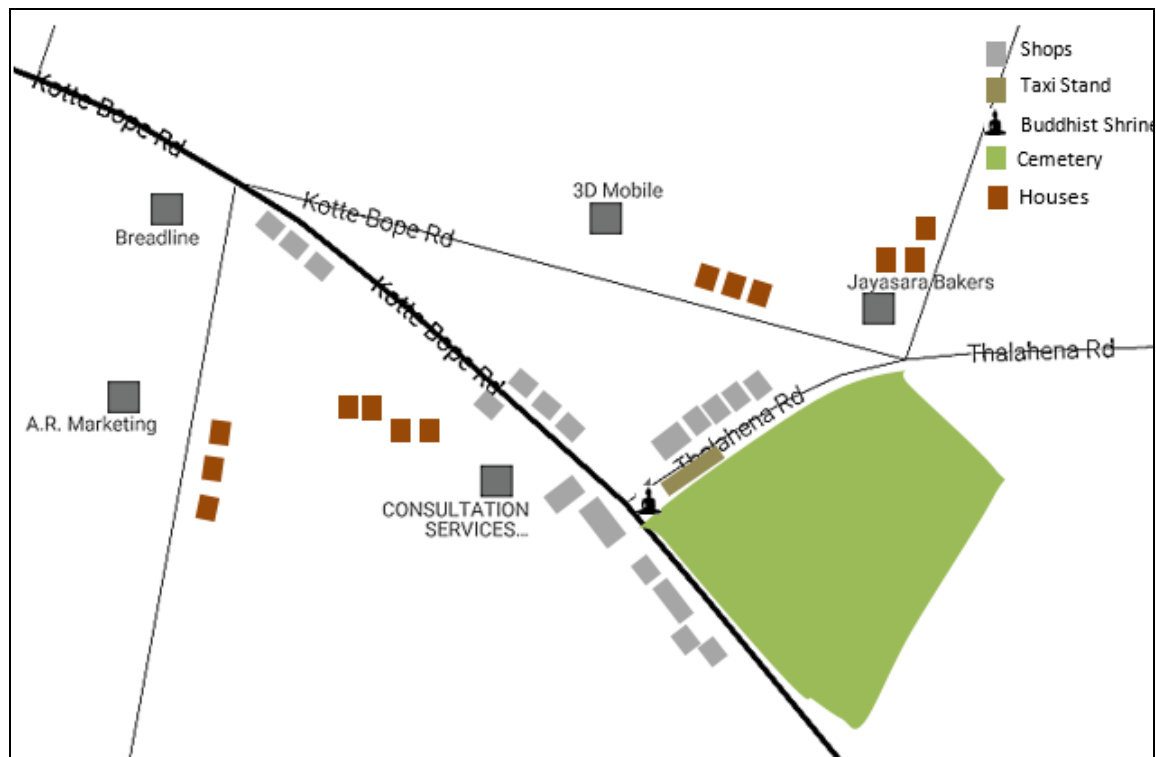 Shops
Taxi Stand
Buddhist Shrine
Cemetery
Houses
Kotte-Bope Rd
3D Mobile
Kotte-Bope Rd
Breadline
Jayasara Bakers
Kotte-Bope Rd
Thalahena Rd
A.R. Marketing
Thalahena Rd
CONSULTATION
SERVICES...